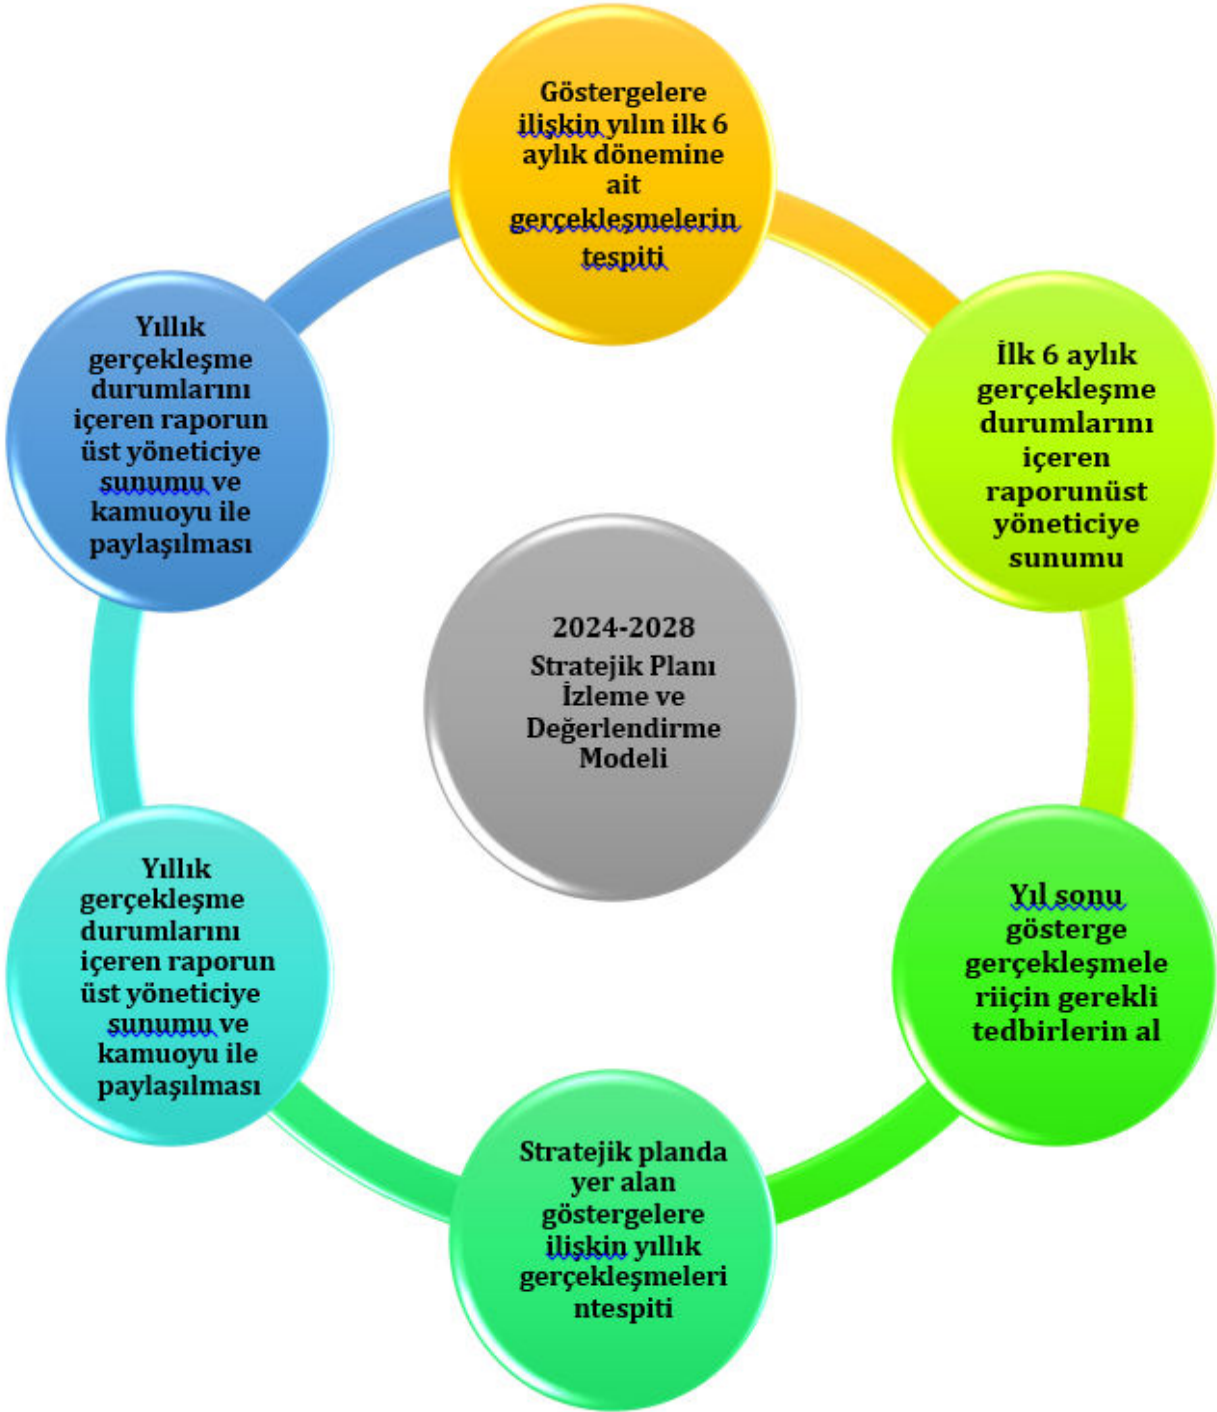 Göstergelere
ilişkin yılın ilk 6
aylık dönemine
ait
gerçekleşmelerin
tespiti
İlk 6 aylık
gerçekleşme
durumlarını
içeren
raporunüst
yöneticiye
sunumu
Yıl sonu
gösterge
gerçekleşmele
riiçin gerekli
tedbirlerin al
Stratejik planda
yer alan
göstergelere
ilişkin yıllık
gerçekleşmeleri
ntespiti
Yıllık
gerçekleşme
durumlarını
içeren raporun
üst yöneticiye
sunumu ve
kamuoyu ile
paylaşılması
Yıllık
gerçekleşme
durumlarını
içeren raporun
üst yöneticiye
sunumu ve
kamuoyu ile
paylaşılması
2024-2028
Stratejik Planı
İzleme ve
Değerlendirme
Modeli